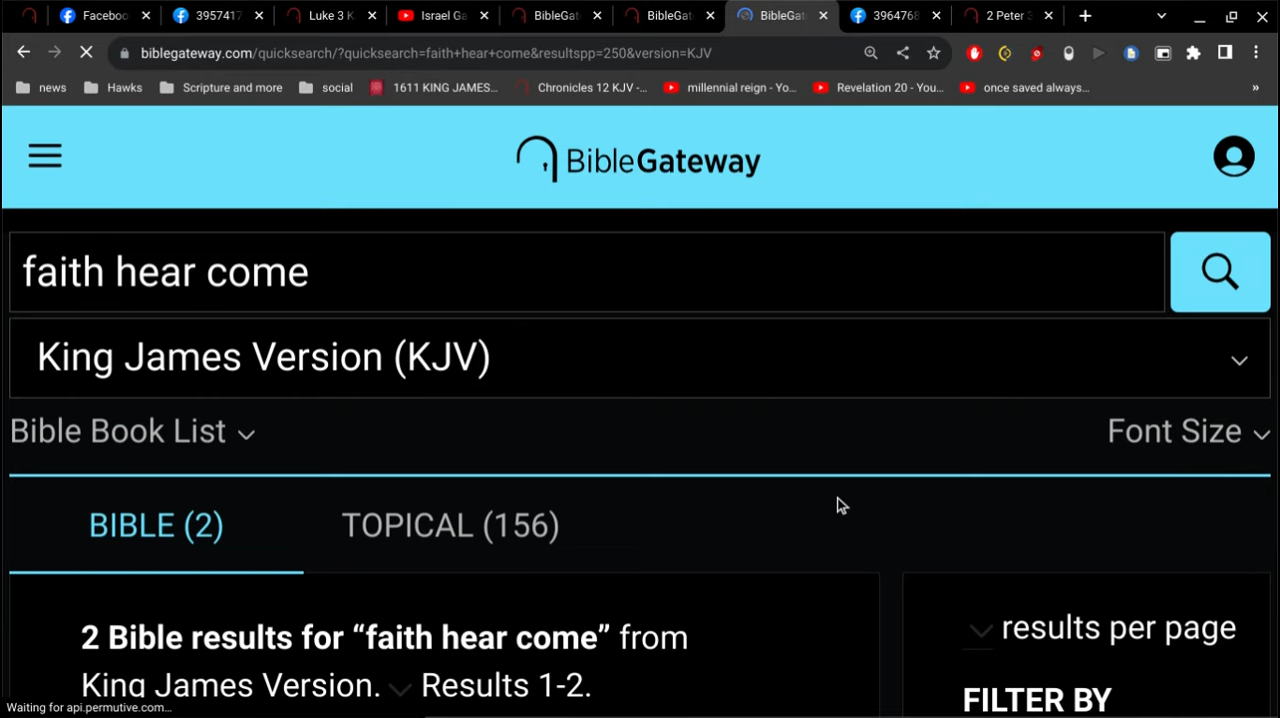 Faceboo
3957417
Luke 3 K
Israel Ga
BibleGat
BibleGat
BibleGat
3964768
2 Peter 3
biblegateway.com/quicksearch/?quicksearch=faith+hear+come&resultspp=250&version=KJV
news Hawks Scripture and more social 1611 KING JAMES... Chronicles 12 KJV -... millennial reign - Yo... Revelation 20 - You... once saved always... »
BibleGateway
faith hear come
King James Version (KJV)
Bible Book List Font Size
BIBLE (2) TOPICAL (156)
2 Bible results for “faith hear come” from
King James Version. Results 1-2.
results per page
FILTER BY
Waiting for api.permutive.com...